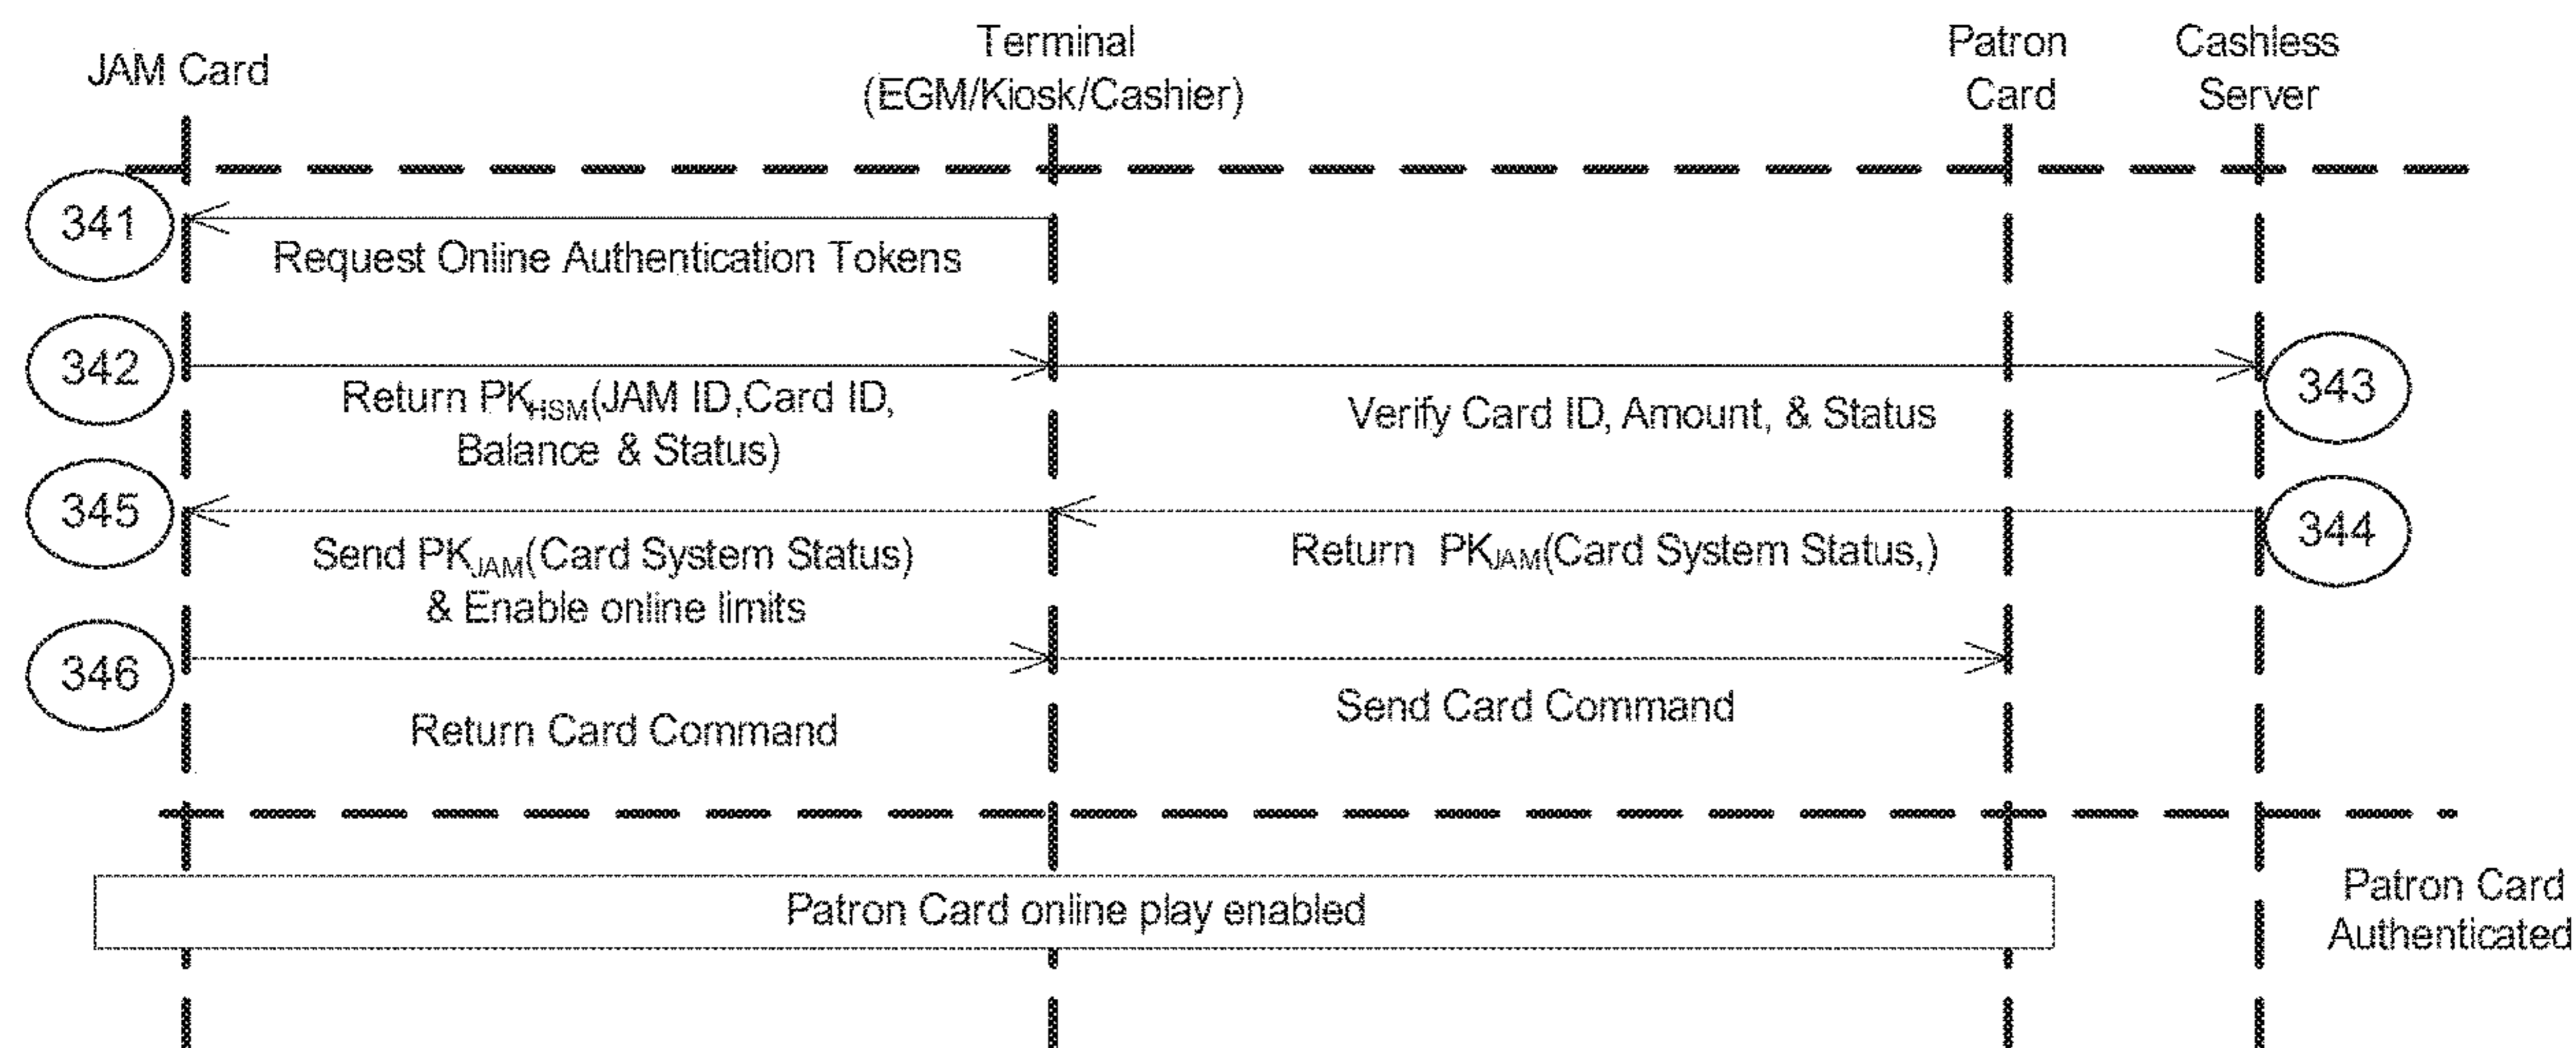 JAM Card
Terminal
(EGM/Kiosk/Cashier)
Patron
Card
Cashless
Server
341
Request Online Authentication Tokens
342
Return PKHSM(JAM ID,Card ID,
Balance & Status)
Verify Card ID, Amount, & Status
343
345
Send PKJAM(Card System Status)
& Enable online limits
Return PKJAM(Card System Status,)
344
346
Return Card Command
Send Card Command
Patron Card online play enabled
Patron Card
Authenticated